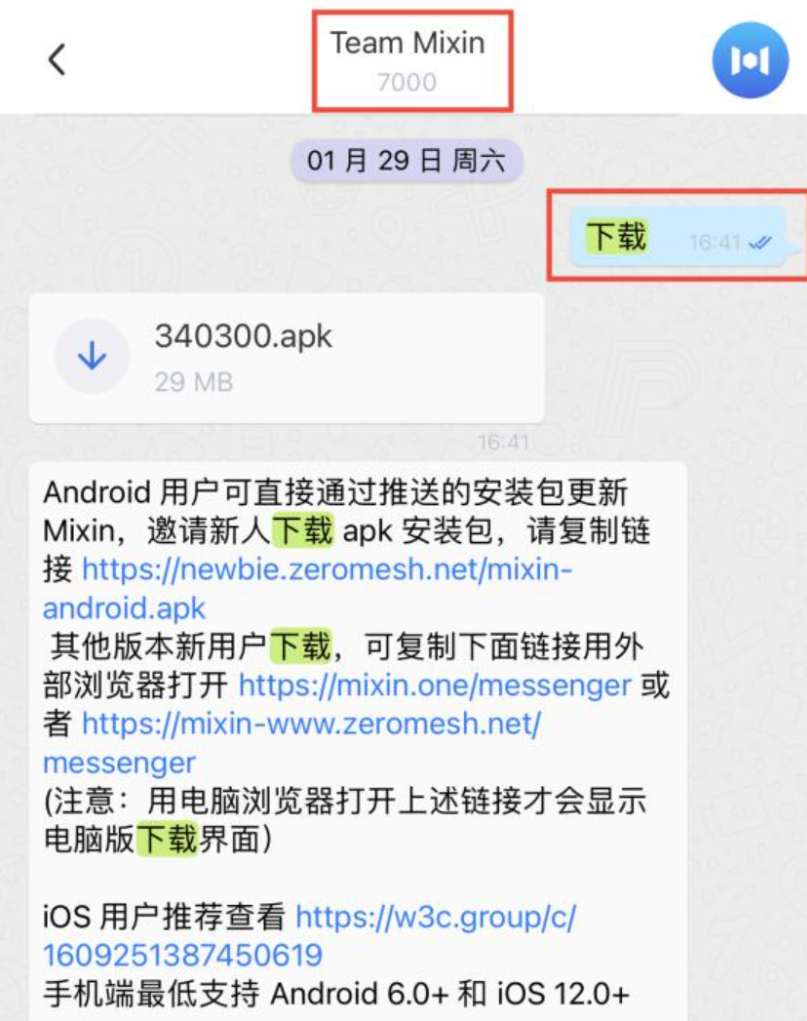 Team Mixin
7000
01 月 29 日 周六
下载 16:41
340300.apk
29 MB
16:41
Android 用户可直接通过推送的安装包更新
Mixin，邀请新人下载 apk 安装包，请复制链
接 https://newbie.zeromesh.net/mixin-
android.apk
其他版本新用户下载，可复制下面链接用外
部浏览器打开 https://mixin.one/messenger 或
者 https://mixin-www.zeromesh.net/
messenger
(注意：用电脑浏览器打开上述链接才会显示
电脑版下载界面）
iOS 用户推荐查看 https://w3c.group/c/
1609251387450619
手机端最低支持 Android 6.0+ 和 iOS 12.0+